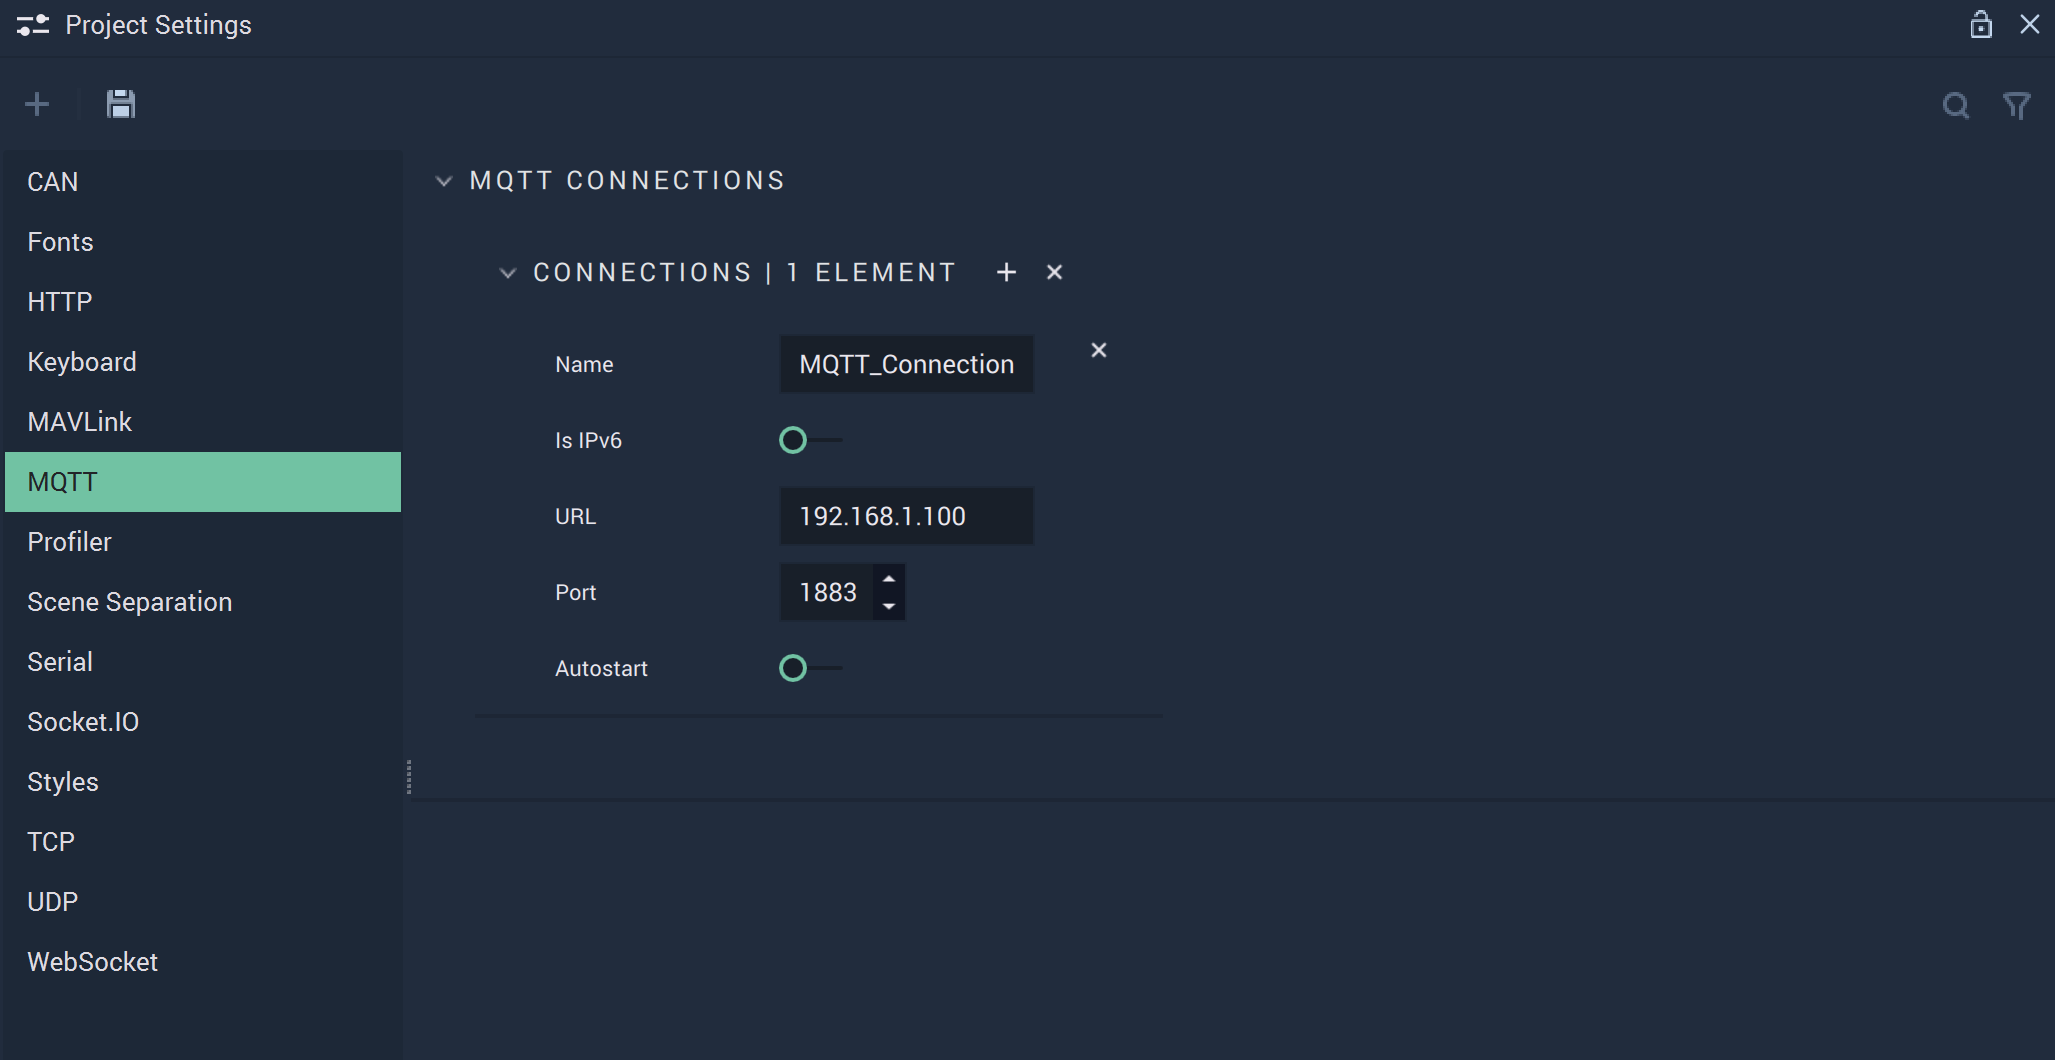 Project Settings
CAN
Fonts
HTTP
Keyboard
MAVLink
MQTT
Profiler
Scene Separation
Serial
Socket.IO
Styles
TCP
UDP
WebSocket
MQTT CONNECTIONS
CONNECTIONS | 1 ELEMENT
Name MQTT_Connection
Is IPv6
URL 192.168.1.100
Port 1883
Autostart